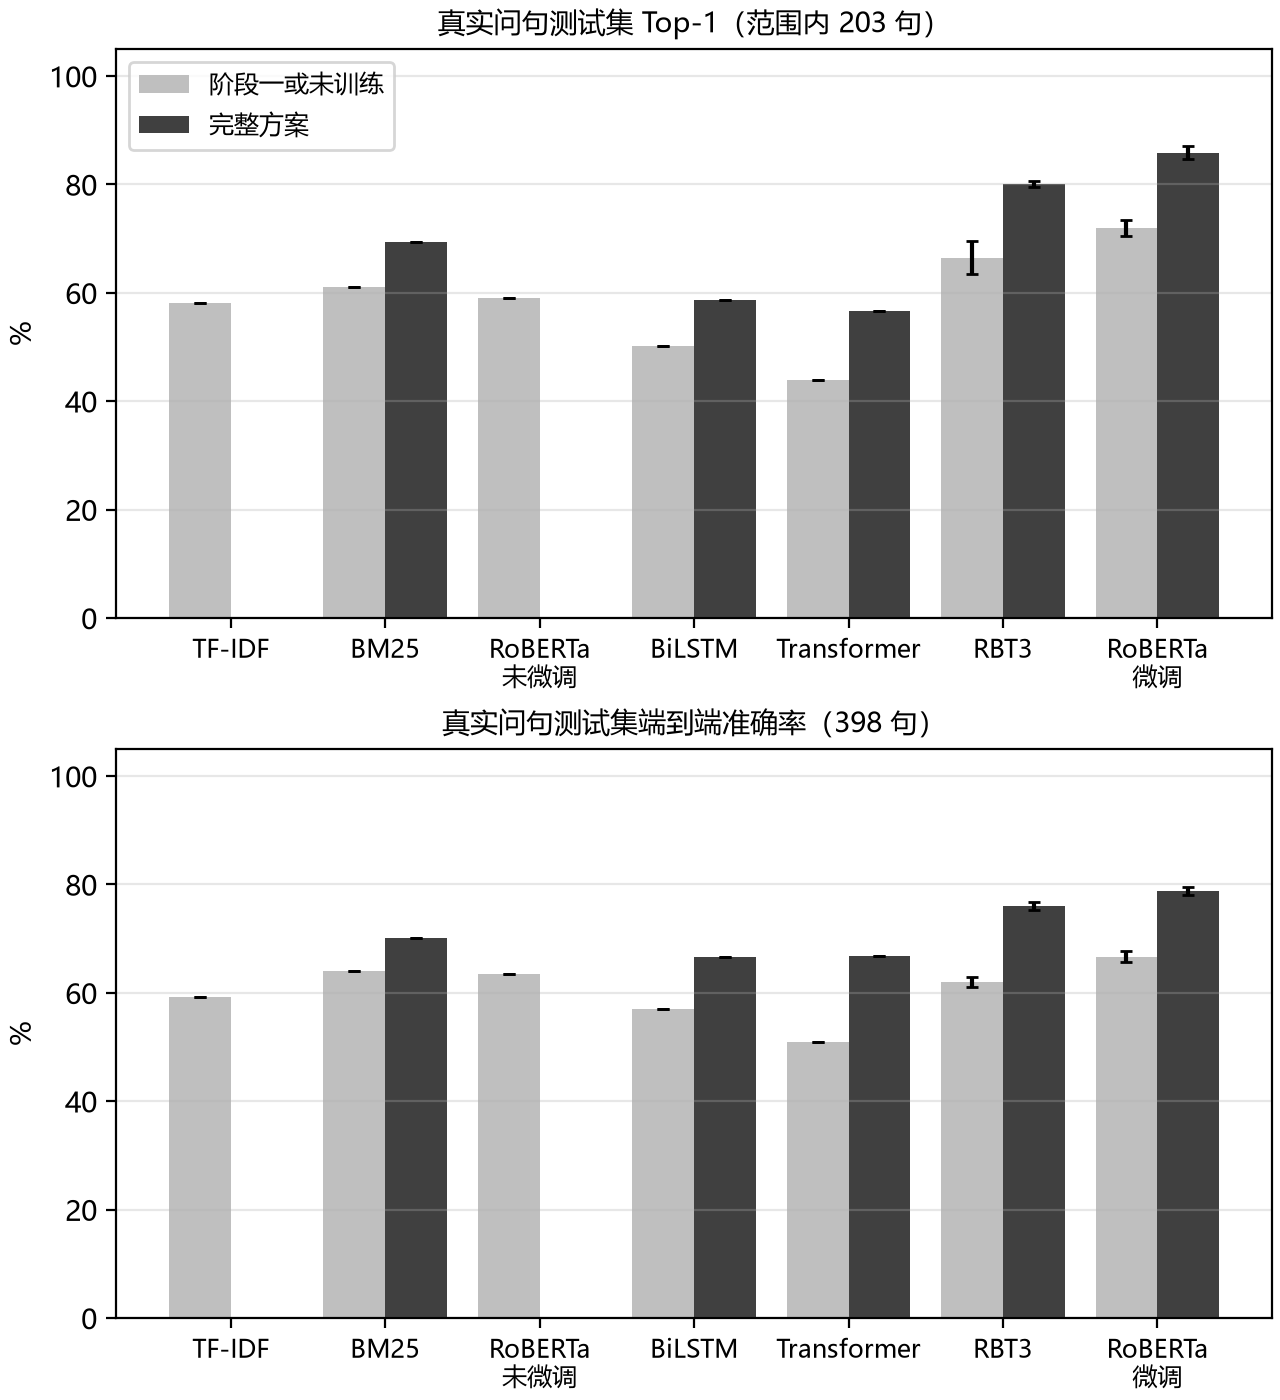 真实问句测试集 Top-1（范围内 203 句）
100
80
60
40
20
0
%
阶段一或未训练
完整方案
TF-IDF
BM25
RoBERTa
未微调
BiLSTM
Transformer
RBT3
RoBERTa
微调
真实问句测试集端到端准确率（398 句）
100
80
60
40
20
0
%
TF-IDF
BM25
RoBERTa
未微调
BiLSTM
Transformer
RBT3
RoBERTa
微调